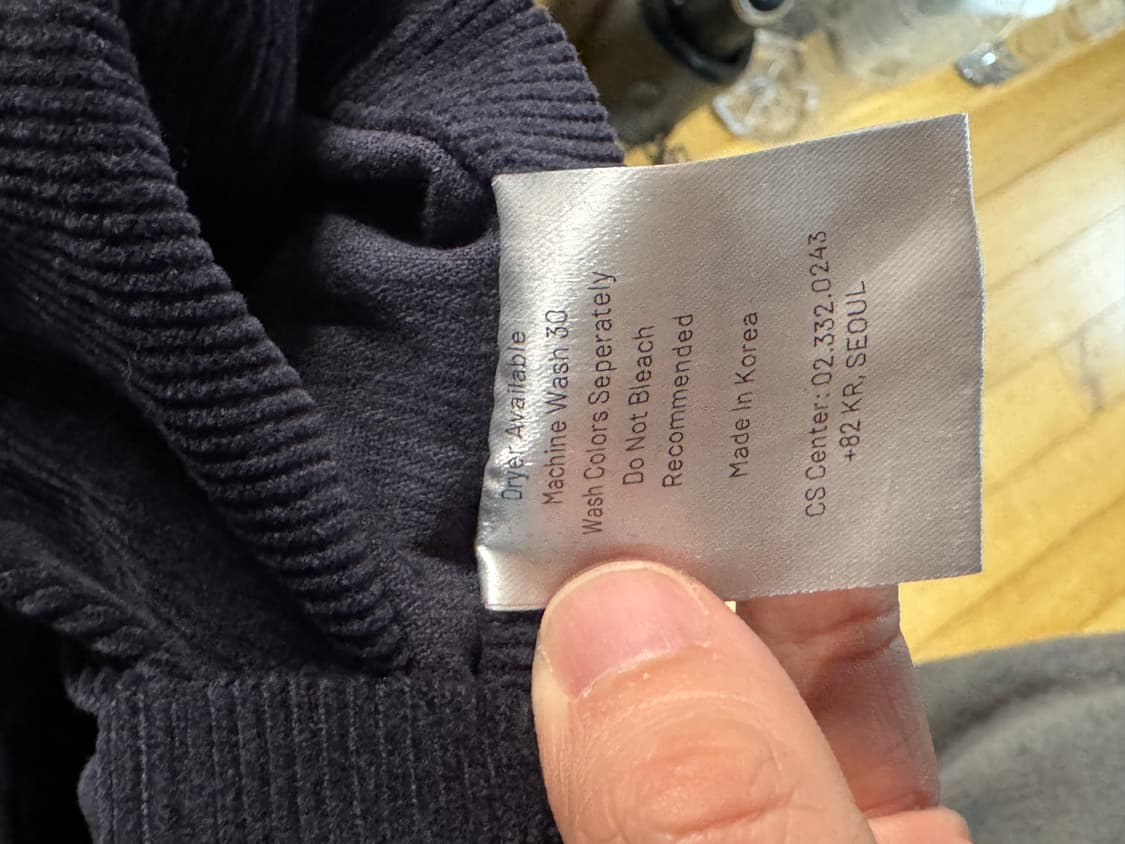 Dryer Available
Machine Wash 30
Wash Colors Seperately
Do Not Bleach
Recommended
Made In Korea
CS Center: 02.332.0243
+82 KR, SEOUL